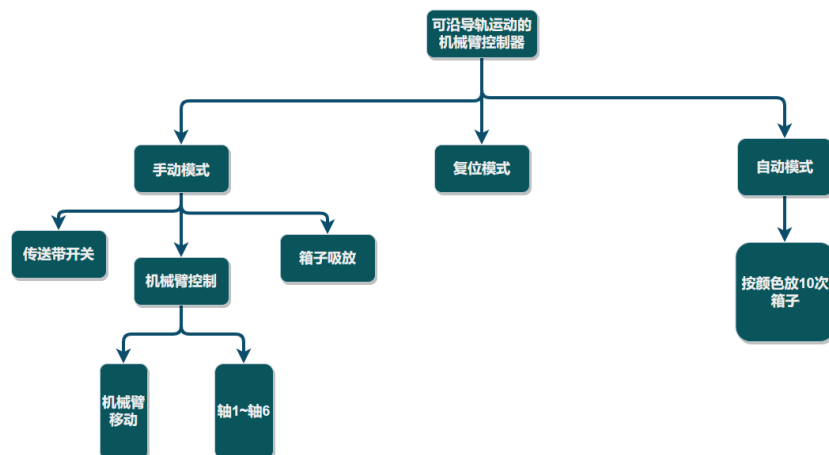 可沿导轨运动的
机械臂控制器
手动模式
复位模式
自动模式
传送带开关
机械臂控制
箱子吸放
按颜色放10次
箱子
机械臂
移动
轴1~轴6